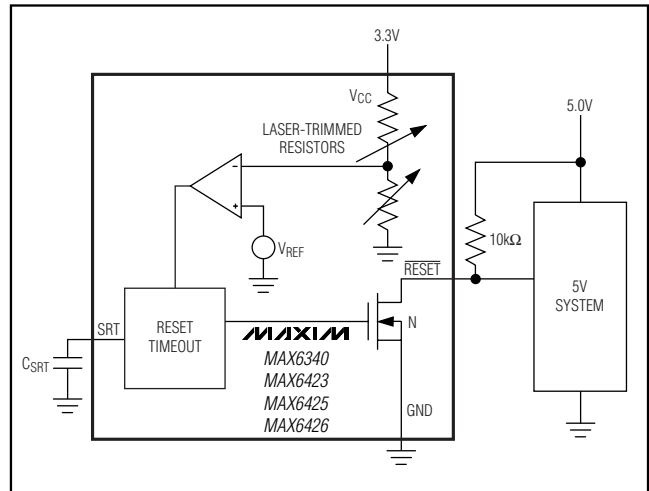 3.3V
VCC
5.0V
LASER-TRIMMED
RESISTORS
−
+
VREF
10kΩ
RESET
5V
SYSTEM
SRT
RESET
TIMEOUT
N
CSRT
MAXIM
MAX6340
MAX6423
MAX6425
MAX6426
GND